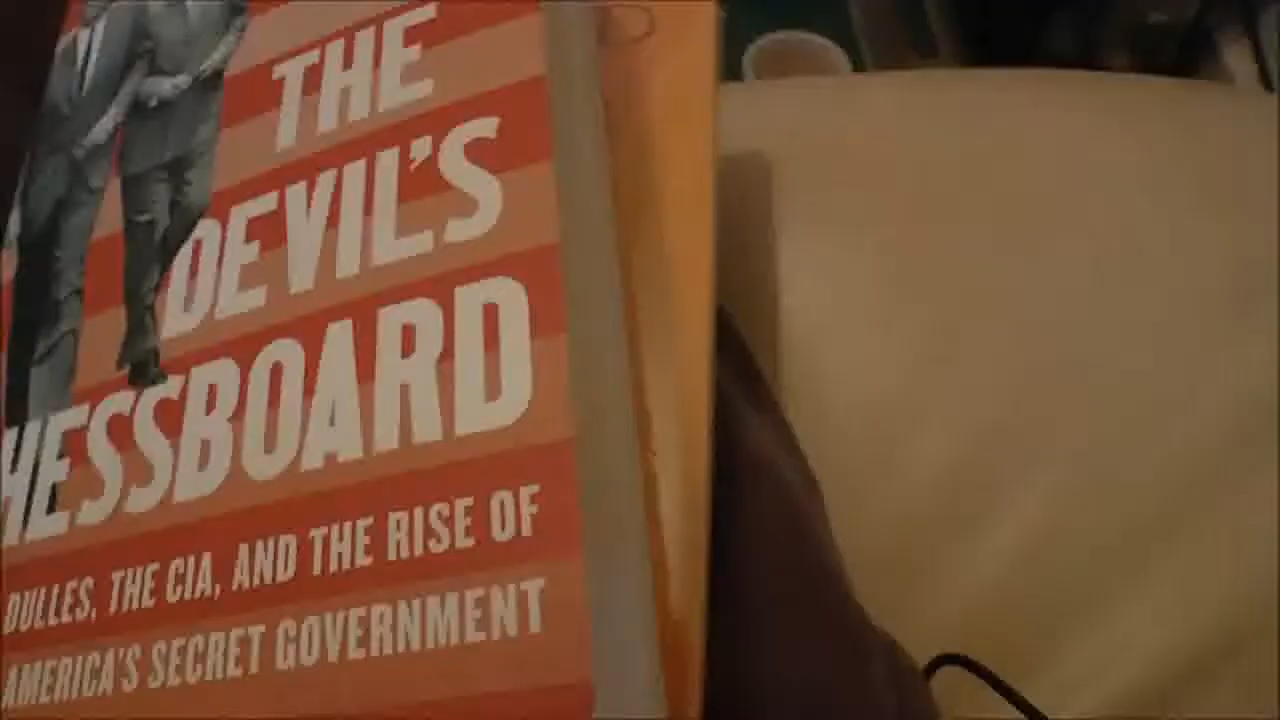 THE
DEVIL'S
HESSBOARD
DULLES, THE CIA, AND THE RISE OF
AMERICA'S SECRET GOVERNMENT